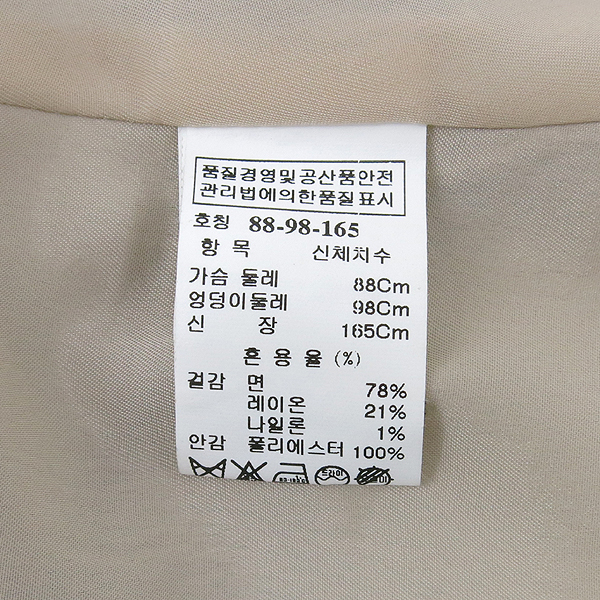 품질경영및공산품안전
관리법에의한품질표시
호칭 88-98-165
항 목 신체치수
가슴 둘레 88Cm
엉덩이둘레 98Cm
신 장 165Cm
혼용율(%)
겉감 면 78%
레이온 21%
나일론 1%
안감 폴리에스터 100%
드라이